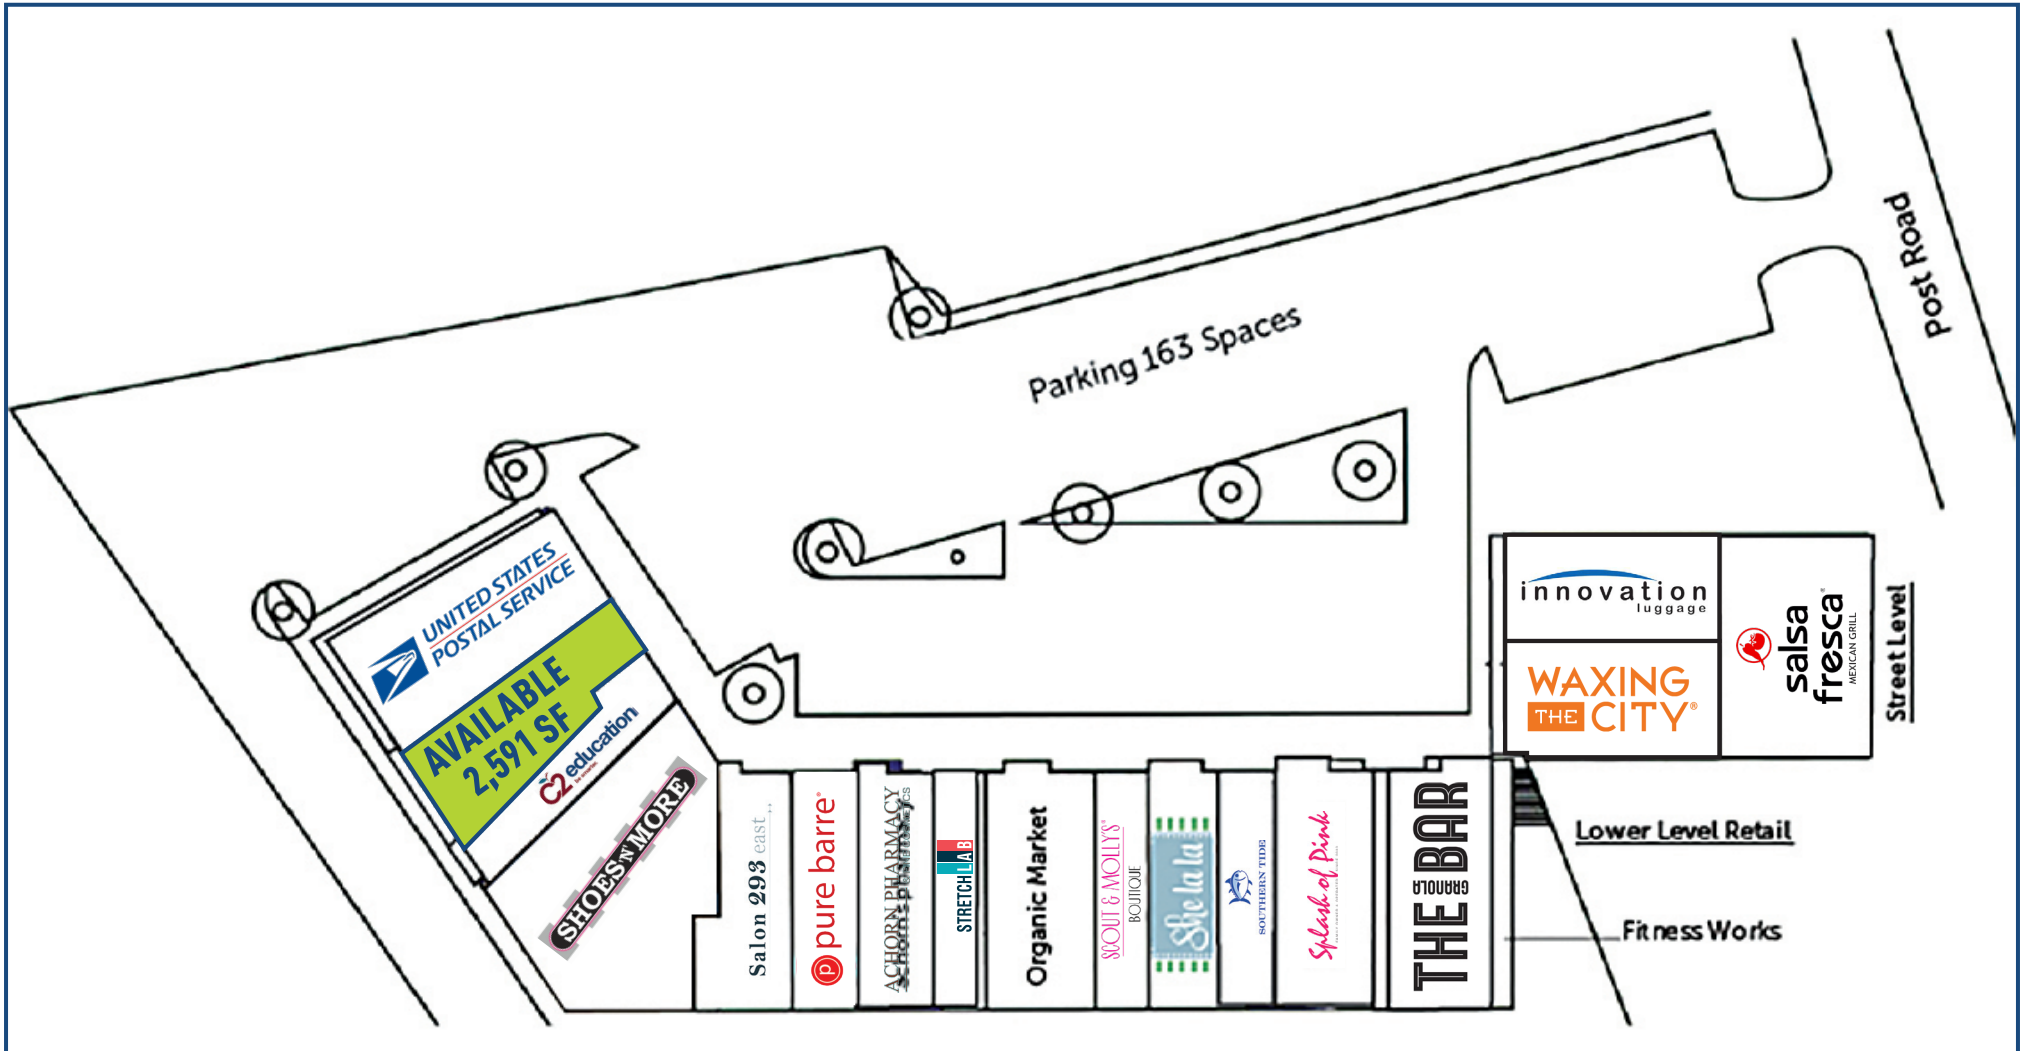 Post Road
Parking 163 Spaces
UNITED STATES
POSTAL SERVICE
AVAILABLE
2,591 SF
C2 education
be smarter.
SHOES 'N' MORE
Salon 293 east
pure barre
ACHORN PHARMACY
STRETCH LAB
Organic Market
SCOUT & MOLLY'S
BOUTIQUE
She la la
SOUTHERN TIDE
Splash of Pink
THE BAR
GRANOLA
innovation
luggage
WAXING
THE CITY®
salsa
fresca
MEXICAN GRILL
Street Level
Lower Level Retail
Fitness Works